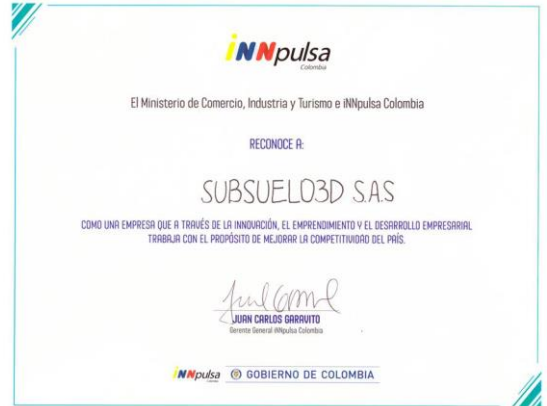 iNNpulsa
Colombia
El Ministerio de Comercio, Industria y Turismo e iNNpulsa Colombia
RECONOCE A:
SUBSUELO3D S.A.S
COMO UNA EMPRESA QUE A TRAVÉS DE LA INNOVACIÓN, EL EMPRENDIMIENTO Y EL DESARROLLO EMPRESARIAL
TRABAJA CON EL PROPÓSITO DE MEJORAR LA COMPETITIVIDAD DEL PAÍS.
JUAN CARLOS GARAVITO
Gerente General iNNpulsa Colombia
iNNpulsa GOBIERNO DE COLOMBIA